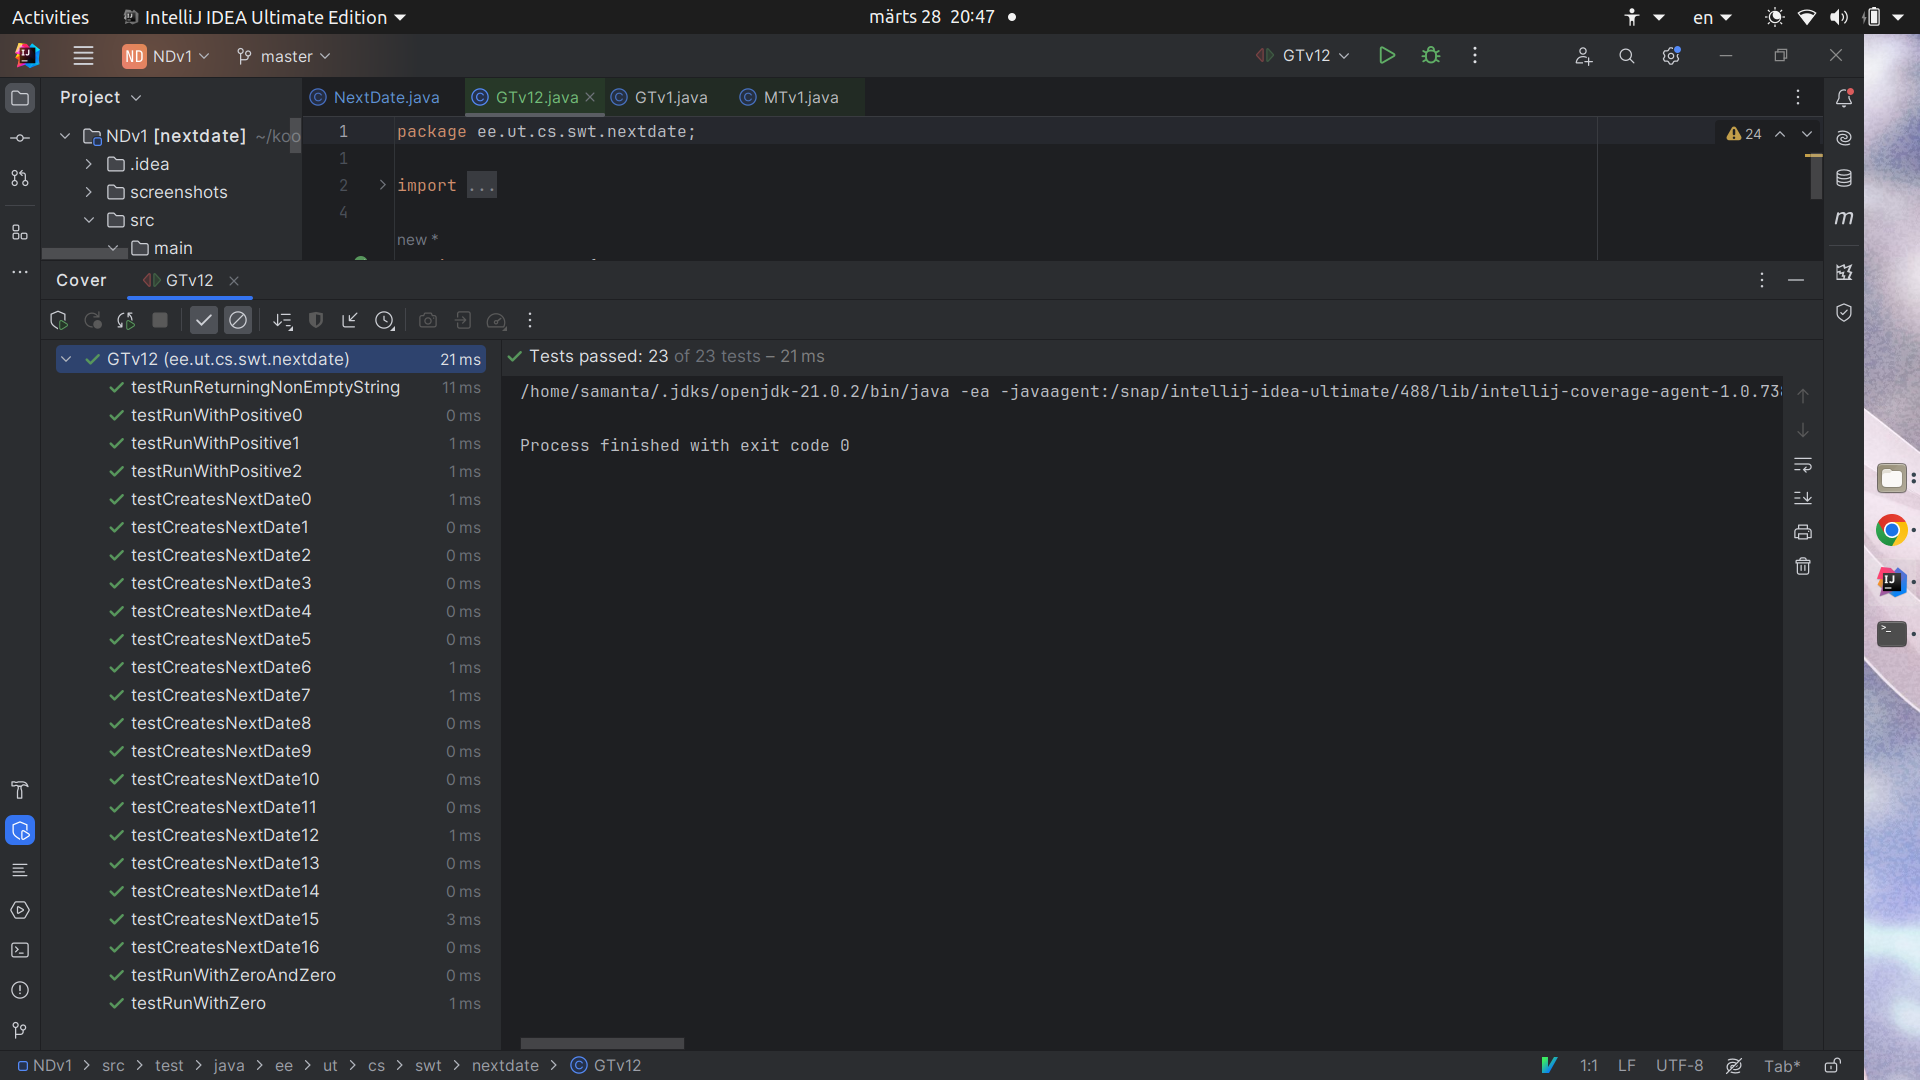 Activities IntelliJ IDEA Ultimate Edition märts 28 20:47 en
ND NDv1 master GTv12
Project NextDate.java GTv12.java GTv1.java MTv1.java
NDv1 [nextdate] ~/koo
.idea
screenshots
src
main
1 package ee.ut.cs.swt.nextdate; 24
1
2 import ...
4
new *
Cover GTv12
GTv12 (ee.ut.cs.swt.nextdate) 21 ms
testRunReturningNonEmptyString 11 ms
testRunWithPositive0 0 ms
testRunWithPositive1 1 ms
testRunWithPositive2 1 ms
testCreatesNextDate0 1 ms
testCreatesNextDate1 0 ms
testCreatesNextDate2 0 ms
testCreatesNextDate3 0 ms
testCreatesNextDate4 0 ms
testCreatesNextDate5 0 ms
testCreatesNextDate6 1 ms
testCreatesNextDate7 1 ms
testCreatesNextDate8 0 ms
testCreatesNextDate9 0 ms
testCreatesNextDate10 0 ms
testCreatesNextDate11 0 ms
testCreatesNextDate12 1 ms
testCreatesNextDate13 0 ms
testCreatesNextDate14 0 ms
testCreatesNextDate15 3 ms
testCreatesNextDate16 0 ms
testRunWithZeroAndZero 0 ms
testRunWithZero 1 ms
Tests passed: 23 of 23 tests – 21 ms
/home/samanta/.jdks/openjdk-21.0.2/bin/java -ea -javaagent:/snap/intellij-idea-ultimate/488/lib/intellij-coverage-agent-1.0.738
Process finished with exit code 0
NDv1 > src > test > java > ee > ut > cs > swt > nextdate > GTv12 1:1 LF UTF-8 Tab*